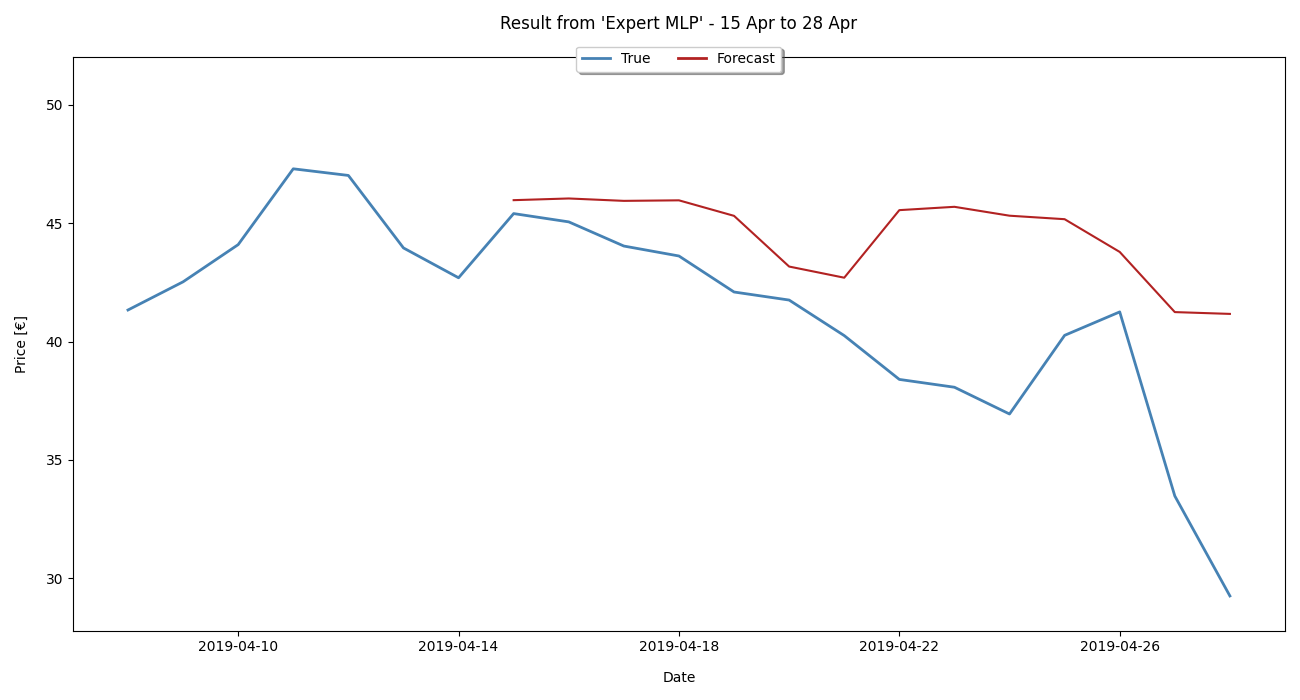 Result from 'Expert MLP' - 15 Apr to 28 Apr
True Forecast
50
45
40
35
30
Price [€]
2019-04-10 2019-04-14 2019-04-18 2019-04-22 2019-04-26
Date